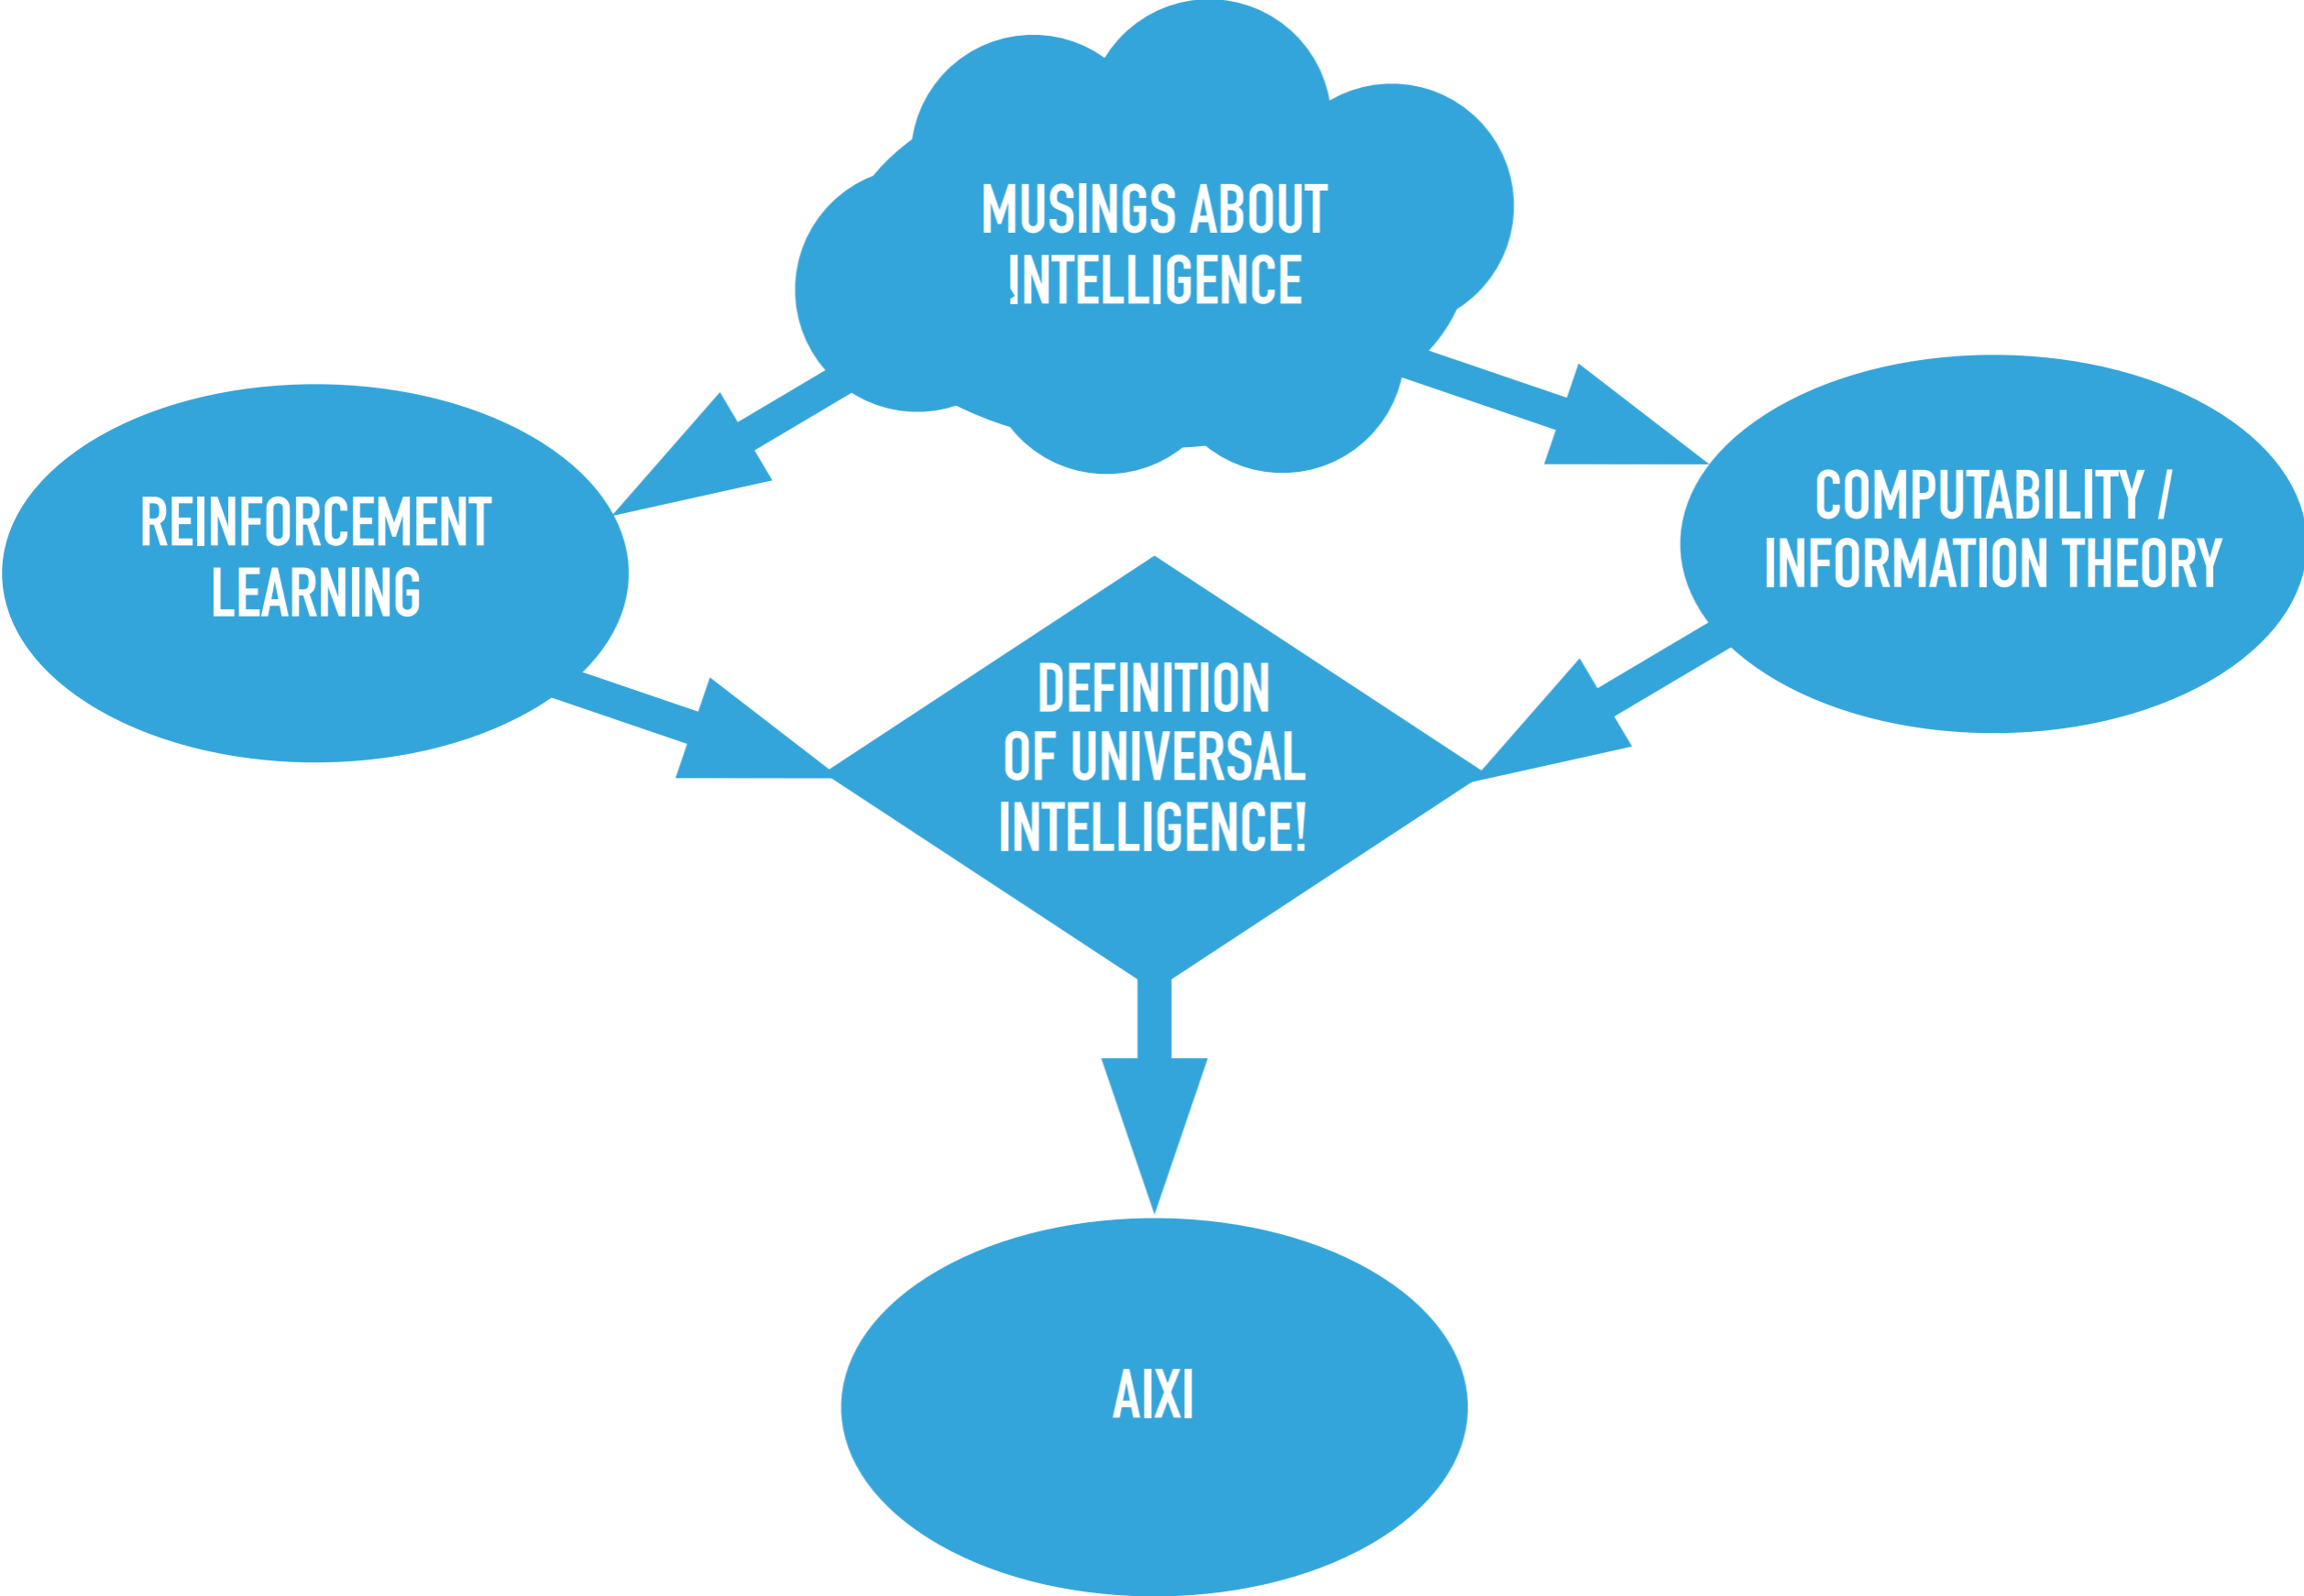 MUSINGS ABOUT
INTELLIGENCE
REINFORCEMENT
LEARNING
COMPUTABILITY /
INFORMATION THEORY
DEFINITION
OF UNIVERSAL
INTELLIGENCE!
AIXI